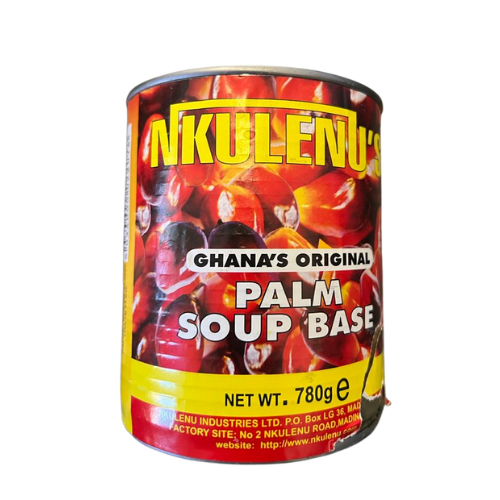 NKULENU'S
GHANA'S ORIGINAL
PALM
SOUP BASE
NET WT. 780g e
NKULENU INDUSTRIES LTD. P.O. Box LG 36,
FACTORY SITE; No 2 NKULENU ROAD,
website: http://www.nkulenu